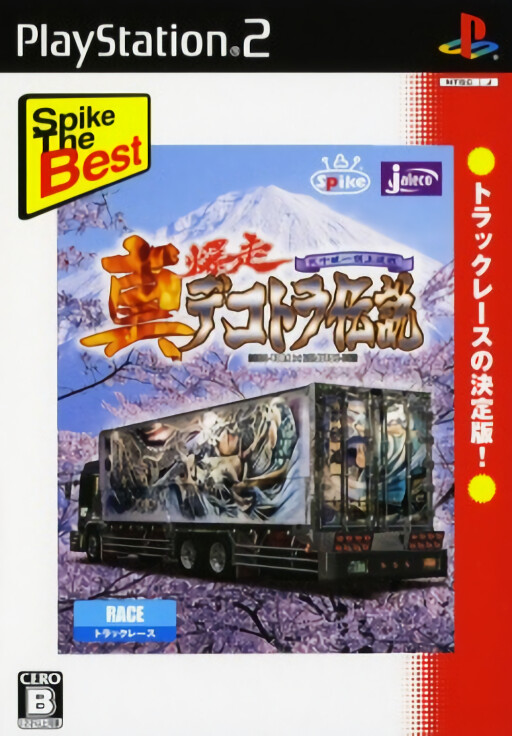 PlayStation®2
NTSC J
Spike
The
Best
Spike
jaleco
真 爆走
デコトラ伝説
トラックレースの決定版!
RACE
トラックレース
CERO
B